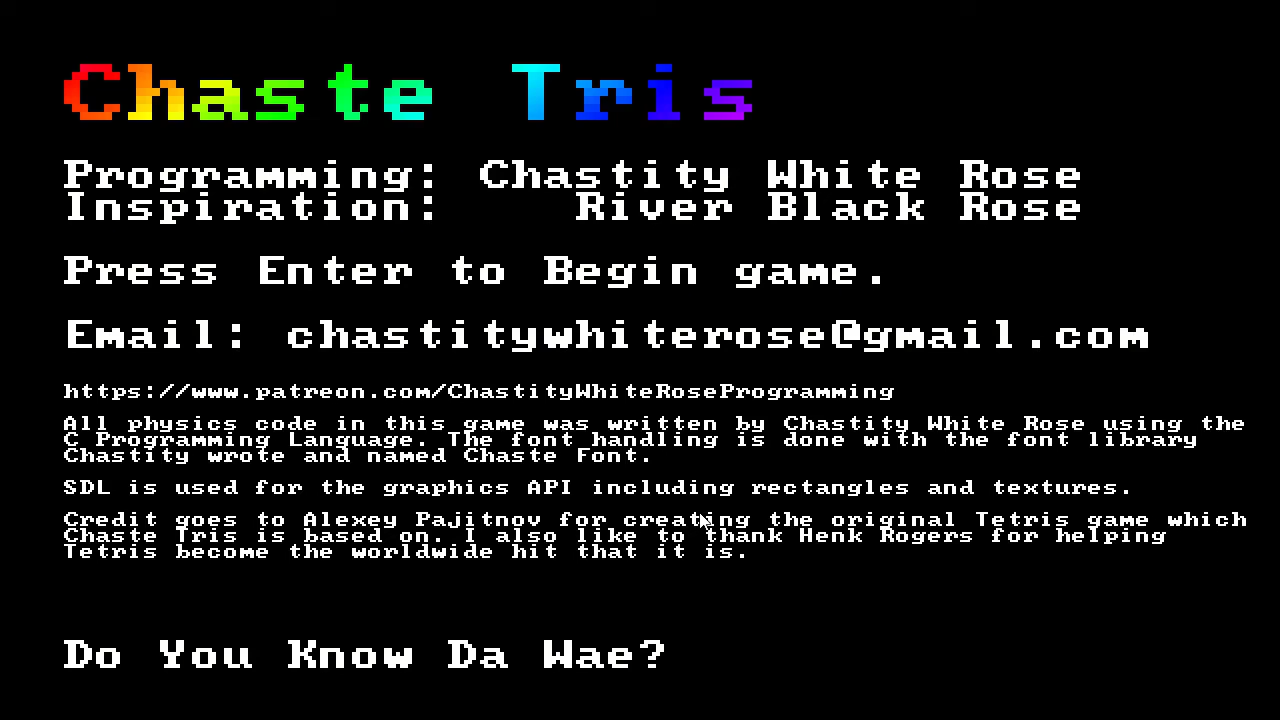 Chaste Tris
Programming: Chastity White Rose
Inspiration: River Black Rose
Press Enter to Begin game.
Email: chastitywhiterose@gmail.com
https://www.patreon.com/ChastityWhiteRoseProgramming
All physics code in this game was written by Chastity White Rose using the
C Programming Language. The font handling is done with the font library
Chastity wrote and named Chaste Font.
SDL is used for the graphics API including rectangles and textures.
Credit goes to Alexey Pajitnov for creating the original Tetris game which
Chaste Tris is based on. I also like to thank Henk Rogers for helping
Tetris become the worldwide hit that it is.
Do You Know Da Wae?